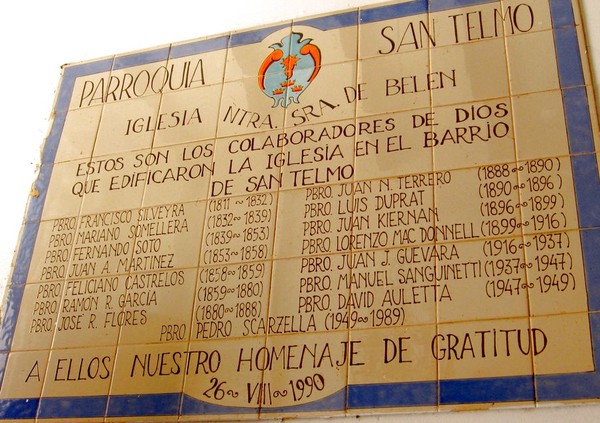 PARROQUIA SAN TELMO
IGLESIA NTRA. SRA. DE BELEN
ESTOS SON LOS COLABORADORES DE DIOS
QUE EDIFICARON LA IGLESIA EN EL BARRIO
DE SAN TELMO
PBRO. FRANCISCO SILVEYRA (1811 ~ 1832)
PBRO. MARIANO SOMELLERA (1832 ~ 1839)
PBRO. FERNANDO SOTO (1839 ~ 1853)
PBRO. JUAN A. MARTINEZ (1853 ~ 1858)
PBRO. FELICIANO CASTRELOS (1858 ~ 1859)
PBRO. RAMON R. GARCIA (1859 ~ 1880)
PBRO. JOSE R. FLORES (1880 ~ 1888)
PBRO. JUAN N. TERRERO (1888 ~ 1890)
PBRO. LUIS DUPRAT (1890 ~ 1896)
PBRO. JUAN KIERNAN (1896 ~ 1899)
PBRO. LORENZO MAC DONNELL (1899 ~ 1916)
PBRO. JUAN J. GUEVARA (1916 ~ 1937)
PBRO. MANUEL SANGUINETTI (1937 ~ 1947)
PBRO. DAVID AULETTA (1947 ~ 1949)
PBRO PEDRO SCARZELLA (1949 ~ 1989)
A ELLOS NUESTRO HOMENAJE DE GRATITUD
26 ~ VIII ~ 1990